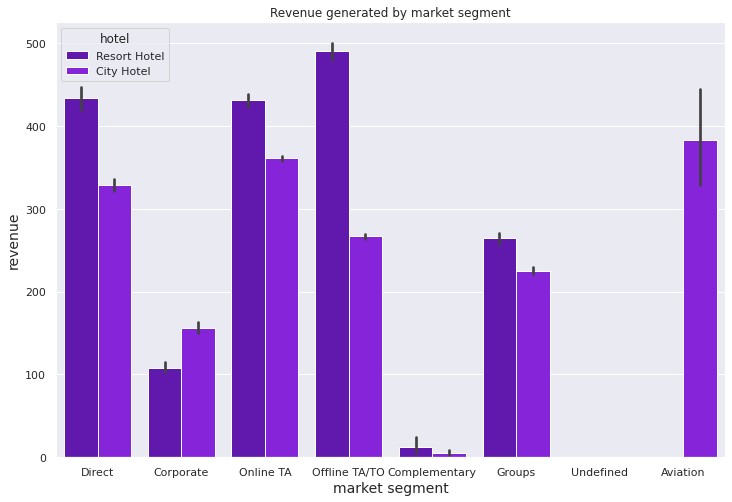 Revenue generated by market segment
hotel
Resort Hotel
City Hotel
500
400
300
200
100
0
revenue
Direct Corporate Online TA Offline TA/TO Complementary Groups Undefined Aviation
market segment